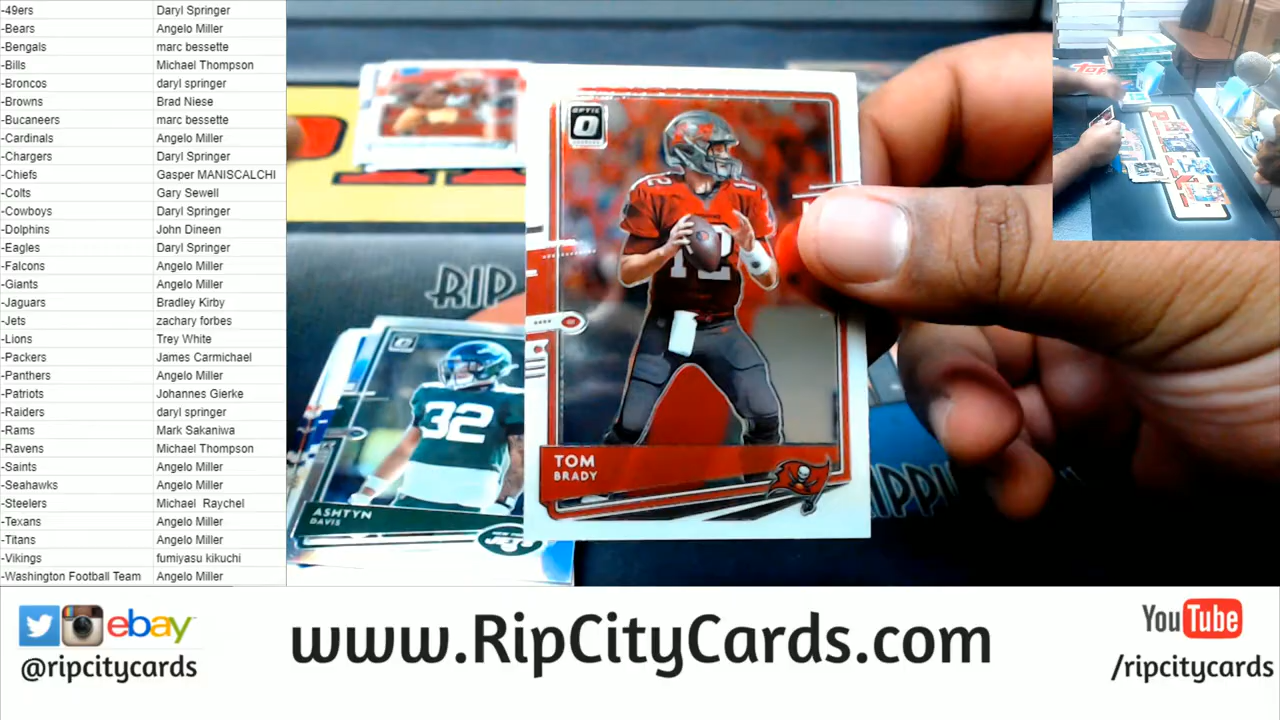 -49ers Daryl Springer
-Bears Angelo Miller
-Bengals marc bessette
-Bills Michael Thompson
-Broncos daryl springer
-Browns Brad Niese
-Bucaneers marc bessette
-Cardinals Angelo Miller
-Chargers Daryl Springer
-Chiefs Gasper MANISCALCHI
-Colts Gary Sewell
-Cowboys Daryl Springer
-Dolphins John Dineen
-Eagles Daryl Springer
-Falcons Angelo Miller
-Giants Angelo Miller
-Jaguars Bradley Kirby
-Jets zachary forbes
-Lions Trey White
-Packers James Carmichael
-Panthers Angelo Miller
-Patriots Johannes Gierke
-Raiders daryl springer
-Rams Mark Sakaniwa
-Ravens Michael Thompson
-Saints Angelo Miller
-Seahawks Angelo Miller
-Steelers Michael Raychel
-Texans Angelo Miller
-Titans Angelo Miller
-Vikings fumiyasu kikuchi
-Washington Football Team Angelo Miller
OPTIC
O
12
12
TOM
BRADY
RIP
32
ASHTYN
DAVIS
JETS
ebay
@ripcitycards
www.RipCityCards.com
YouTube
/ripcitycards